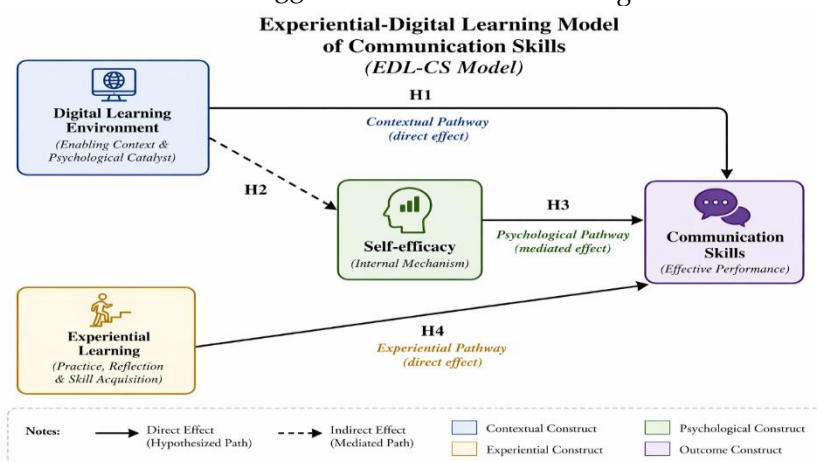 Experiential-Digital Learning Model
of Communication Skills
(EDL-CS Model)
Digital Learning
Environment
(Enabling Context &
Psychological Catalyst)
H1
Contextual Pathway
(direct effect)
H2
Self-efficacy
(Internal Mechanism)
H3
Psychological Pathway
(mediated effect)
Communication
Skills
(Effective Performance)
Experiential
Learning
(Practice, Reflection
& Skill Acquisition)
H4
Experiential Pathway
(direct effect)
Notes:
Direct Effect
(Hypothesized Path)
Indirect Effect
(Mediated Path)
Contextual Construct
Experiential Construct
Psychological Construct
Outcome Construct